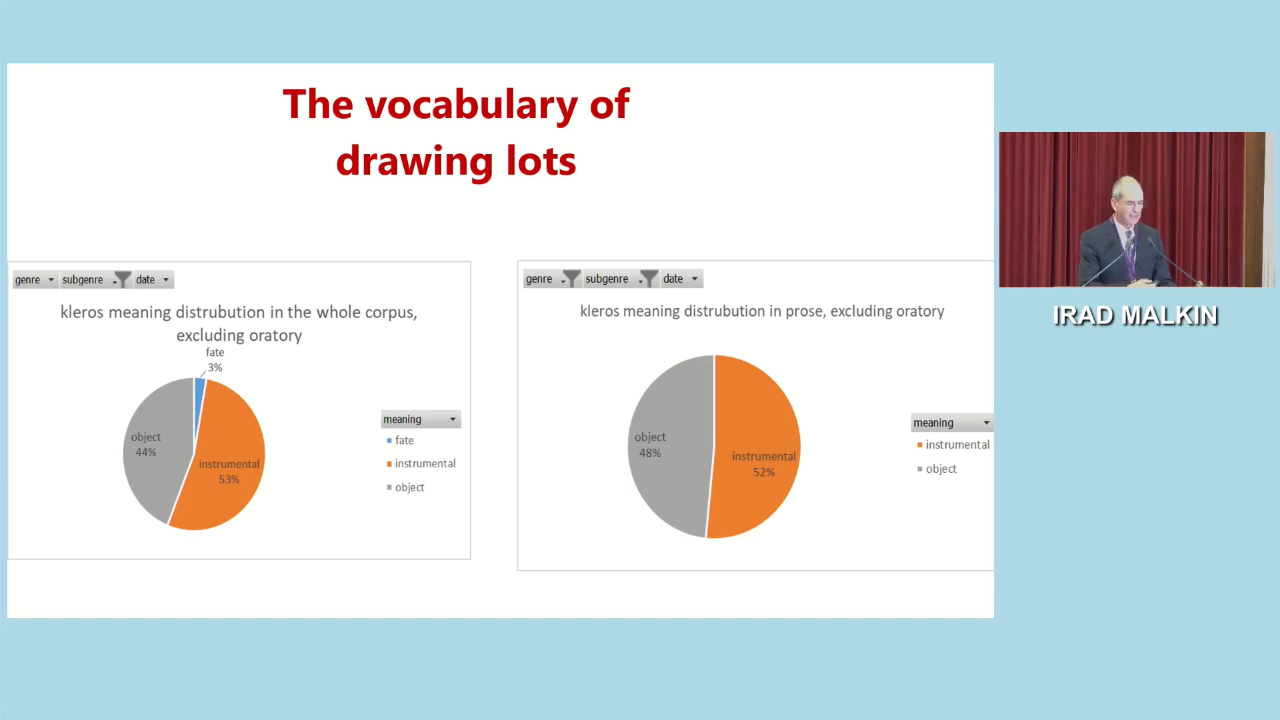 The vocabulary of
drawing lots
genre subgenre date
kleros meaning distrubution in the whole corpus,
excluding oratory
fate
3%
object
44%
instrumental
53%
meaning
fate
instrumental
object
genre subgenre date
kleros meaning distrubution in prose, excluding oratory
object
48%
instrumental
52%
meaning
instrumental
object
IRAD MALKIN